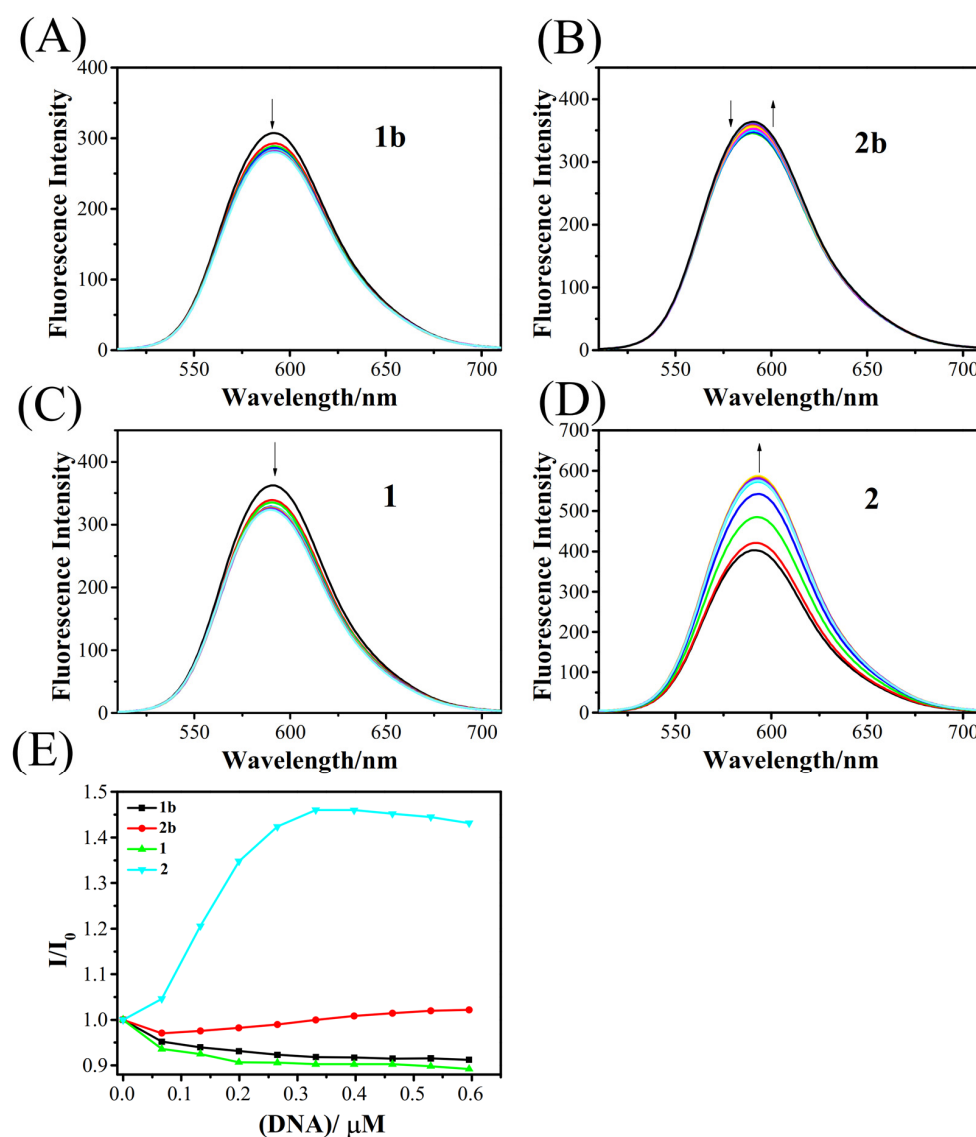 (A)
400
300
200
100
0
Fluorescence Intensity
1b
550 600 650 700
Wavelength/nm
(B)
400
300
200
100
0
Fluorescence Intensity
2b
550 600 650 700
Wavelength/nm
(C)
400
300
200
100
0
Fluorescence Intensity
1
550 600 650 700
Wavelength/nm
(D)
700
600
500
400
300
200
100
0
Fluorescence Intensity
2
550 600 650 700
Wavelength/nm
(E)
1.5
1.4
1.3
1.2
1.1
1.0
0.9
I/I0
1b
2b
1
2
0.0 0.1 0.2 0.3 0.4 0.5 0.6
(DNA)/ μM